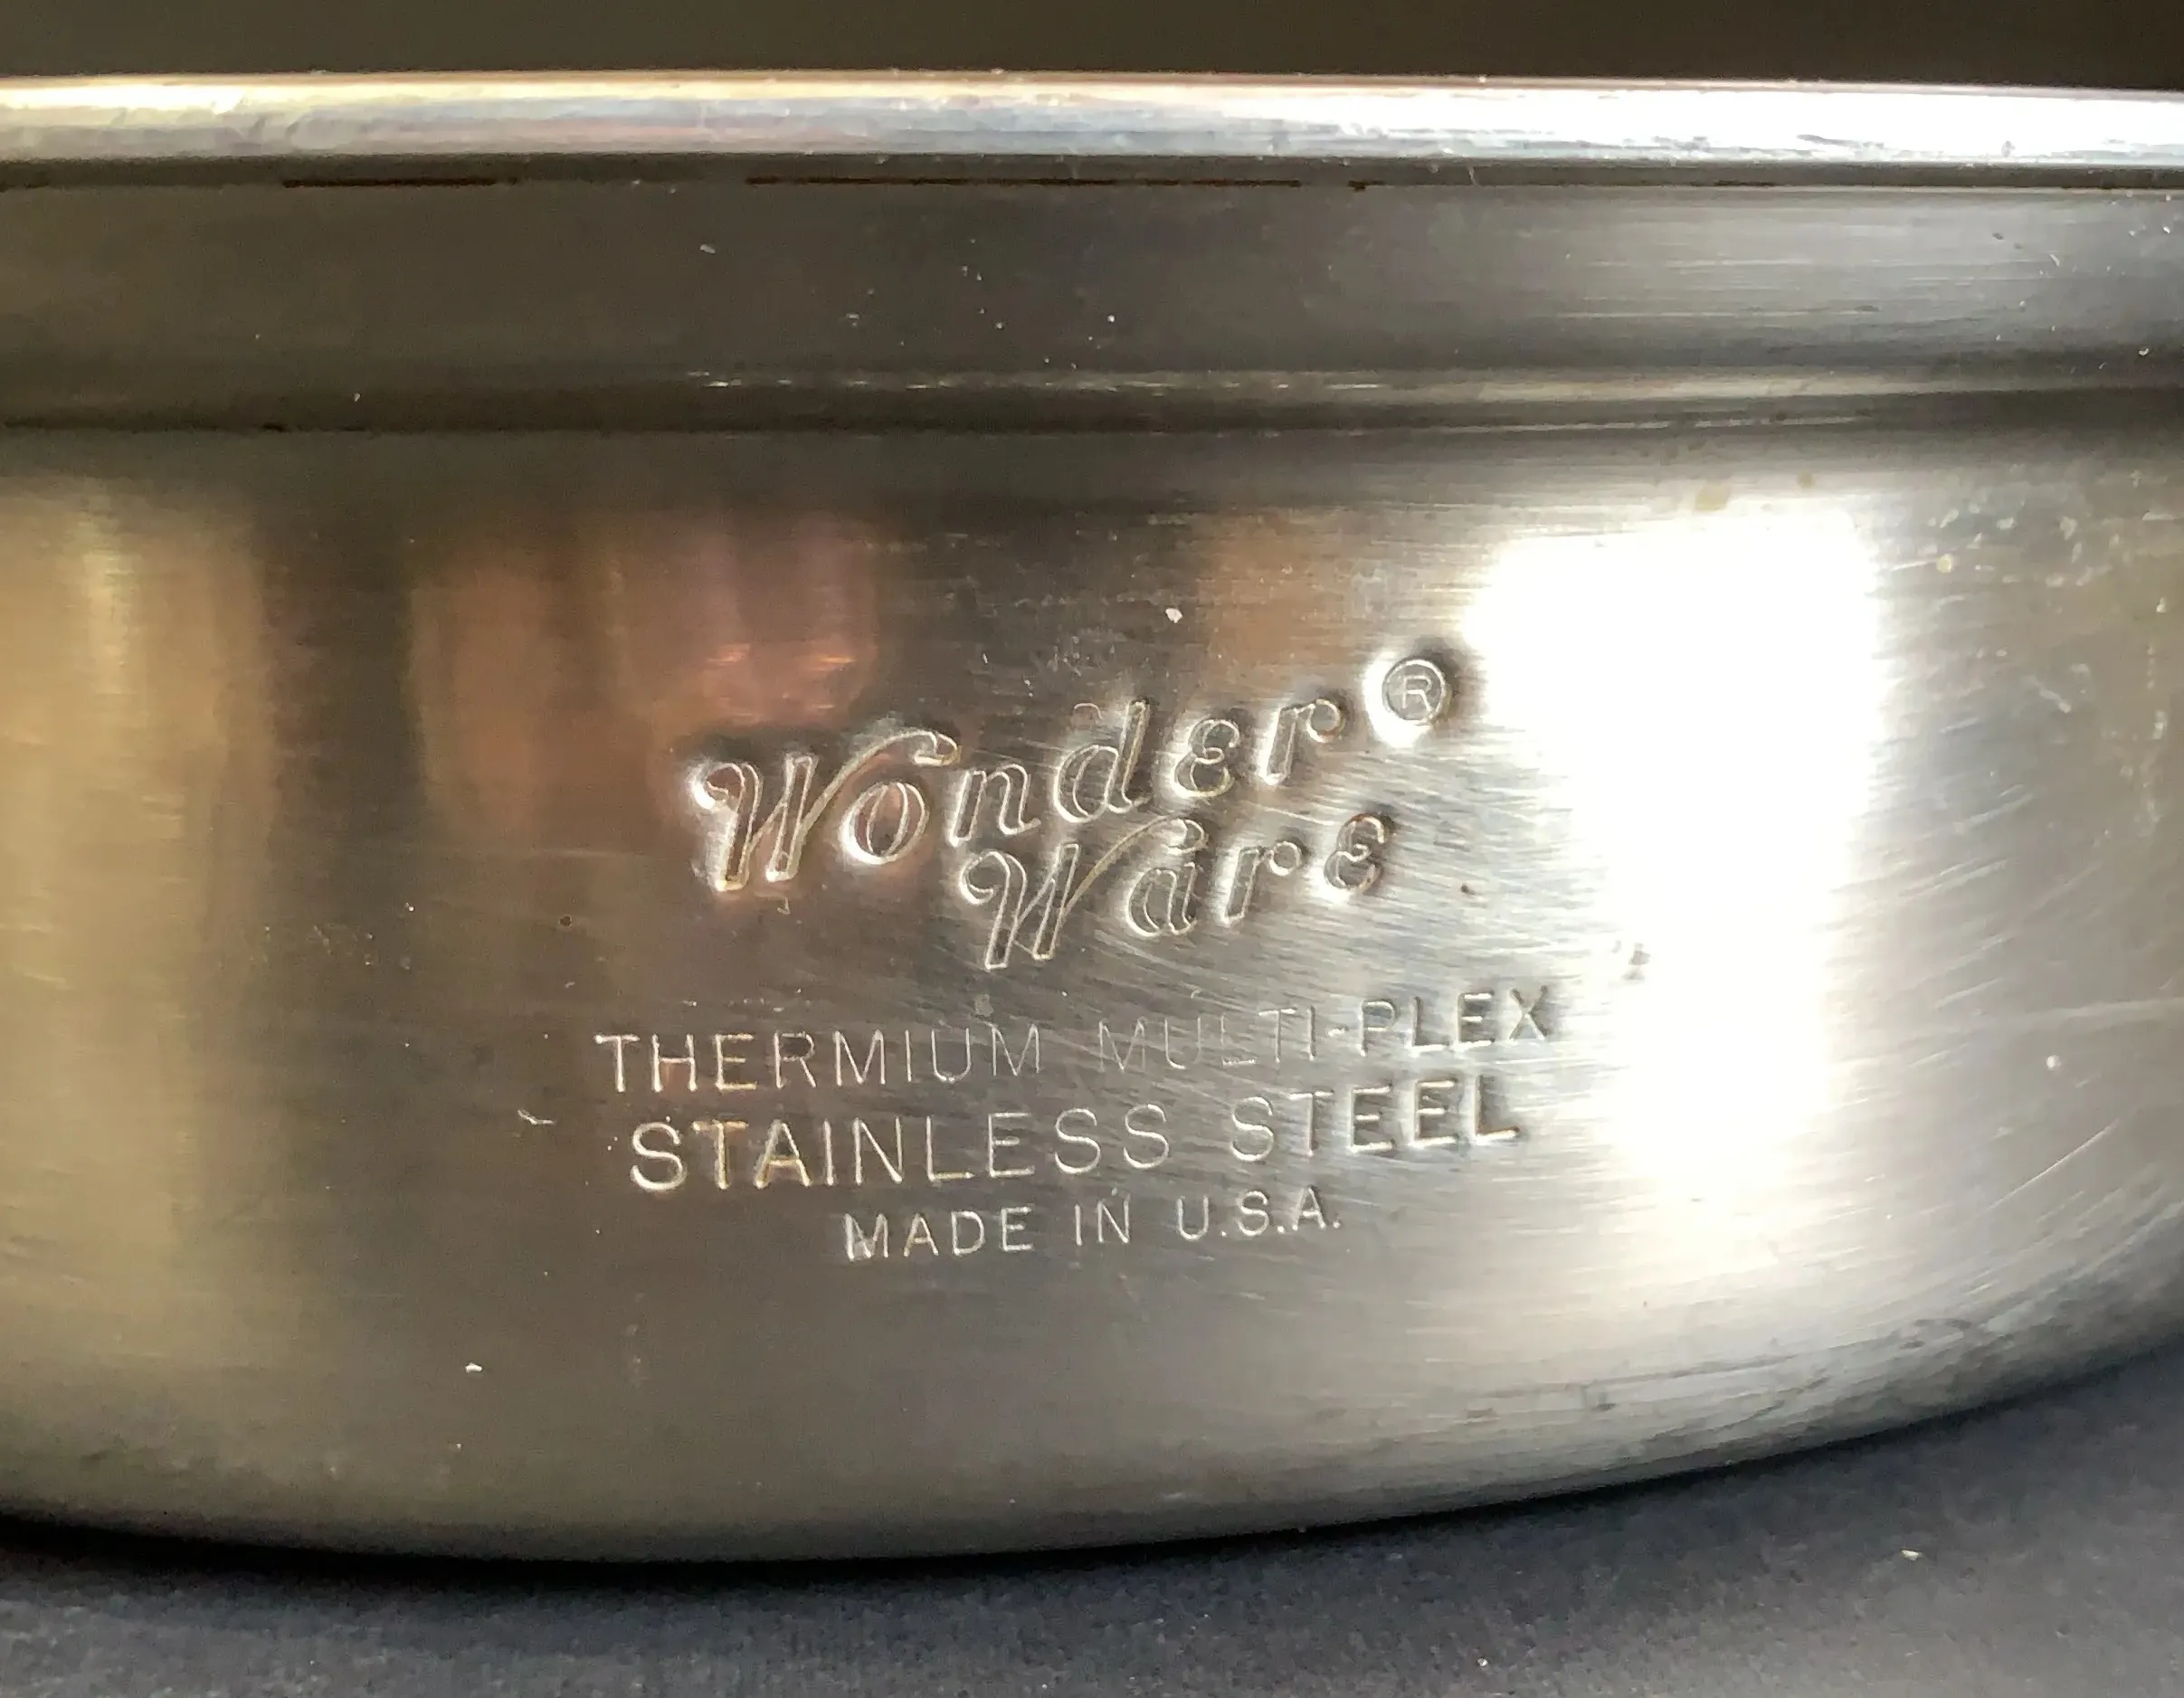 Wonder®
Ware
THERMIUM MULTI-PLEX
STAINLESS STEEL
MADE IN U.S.A.